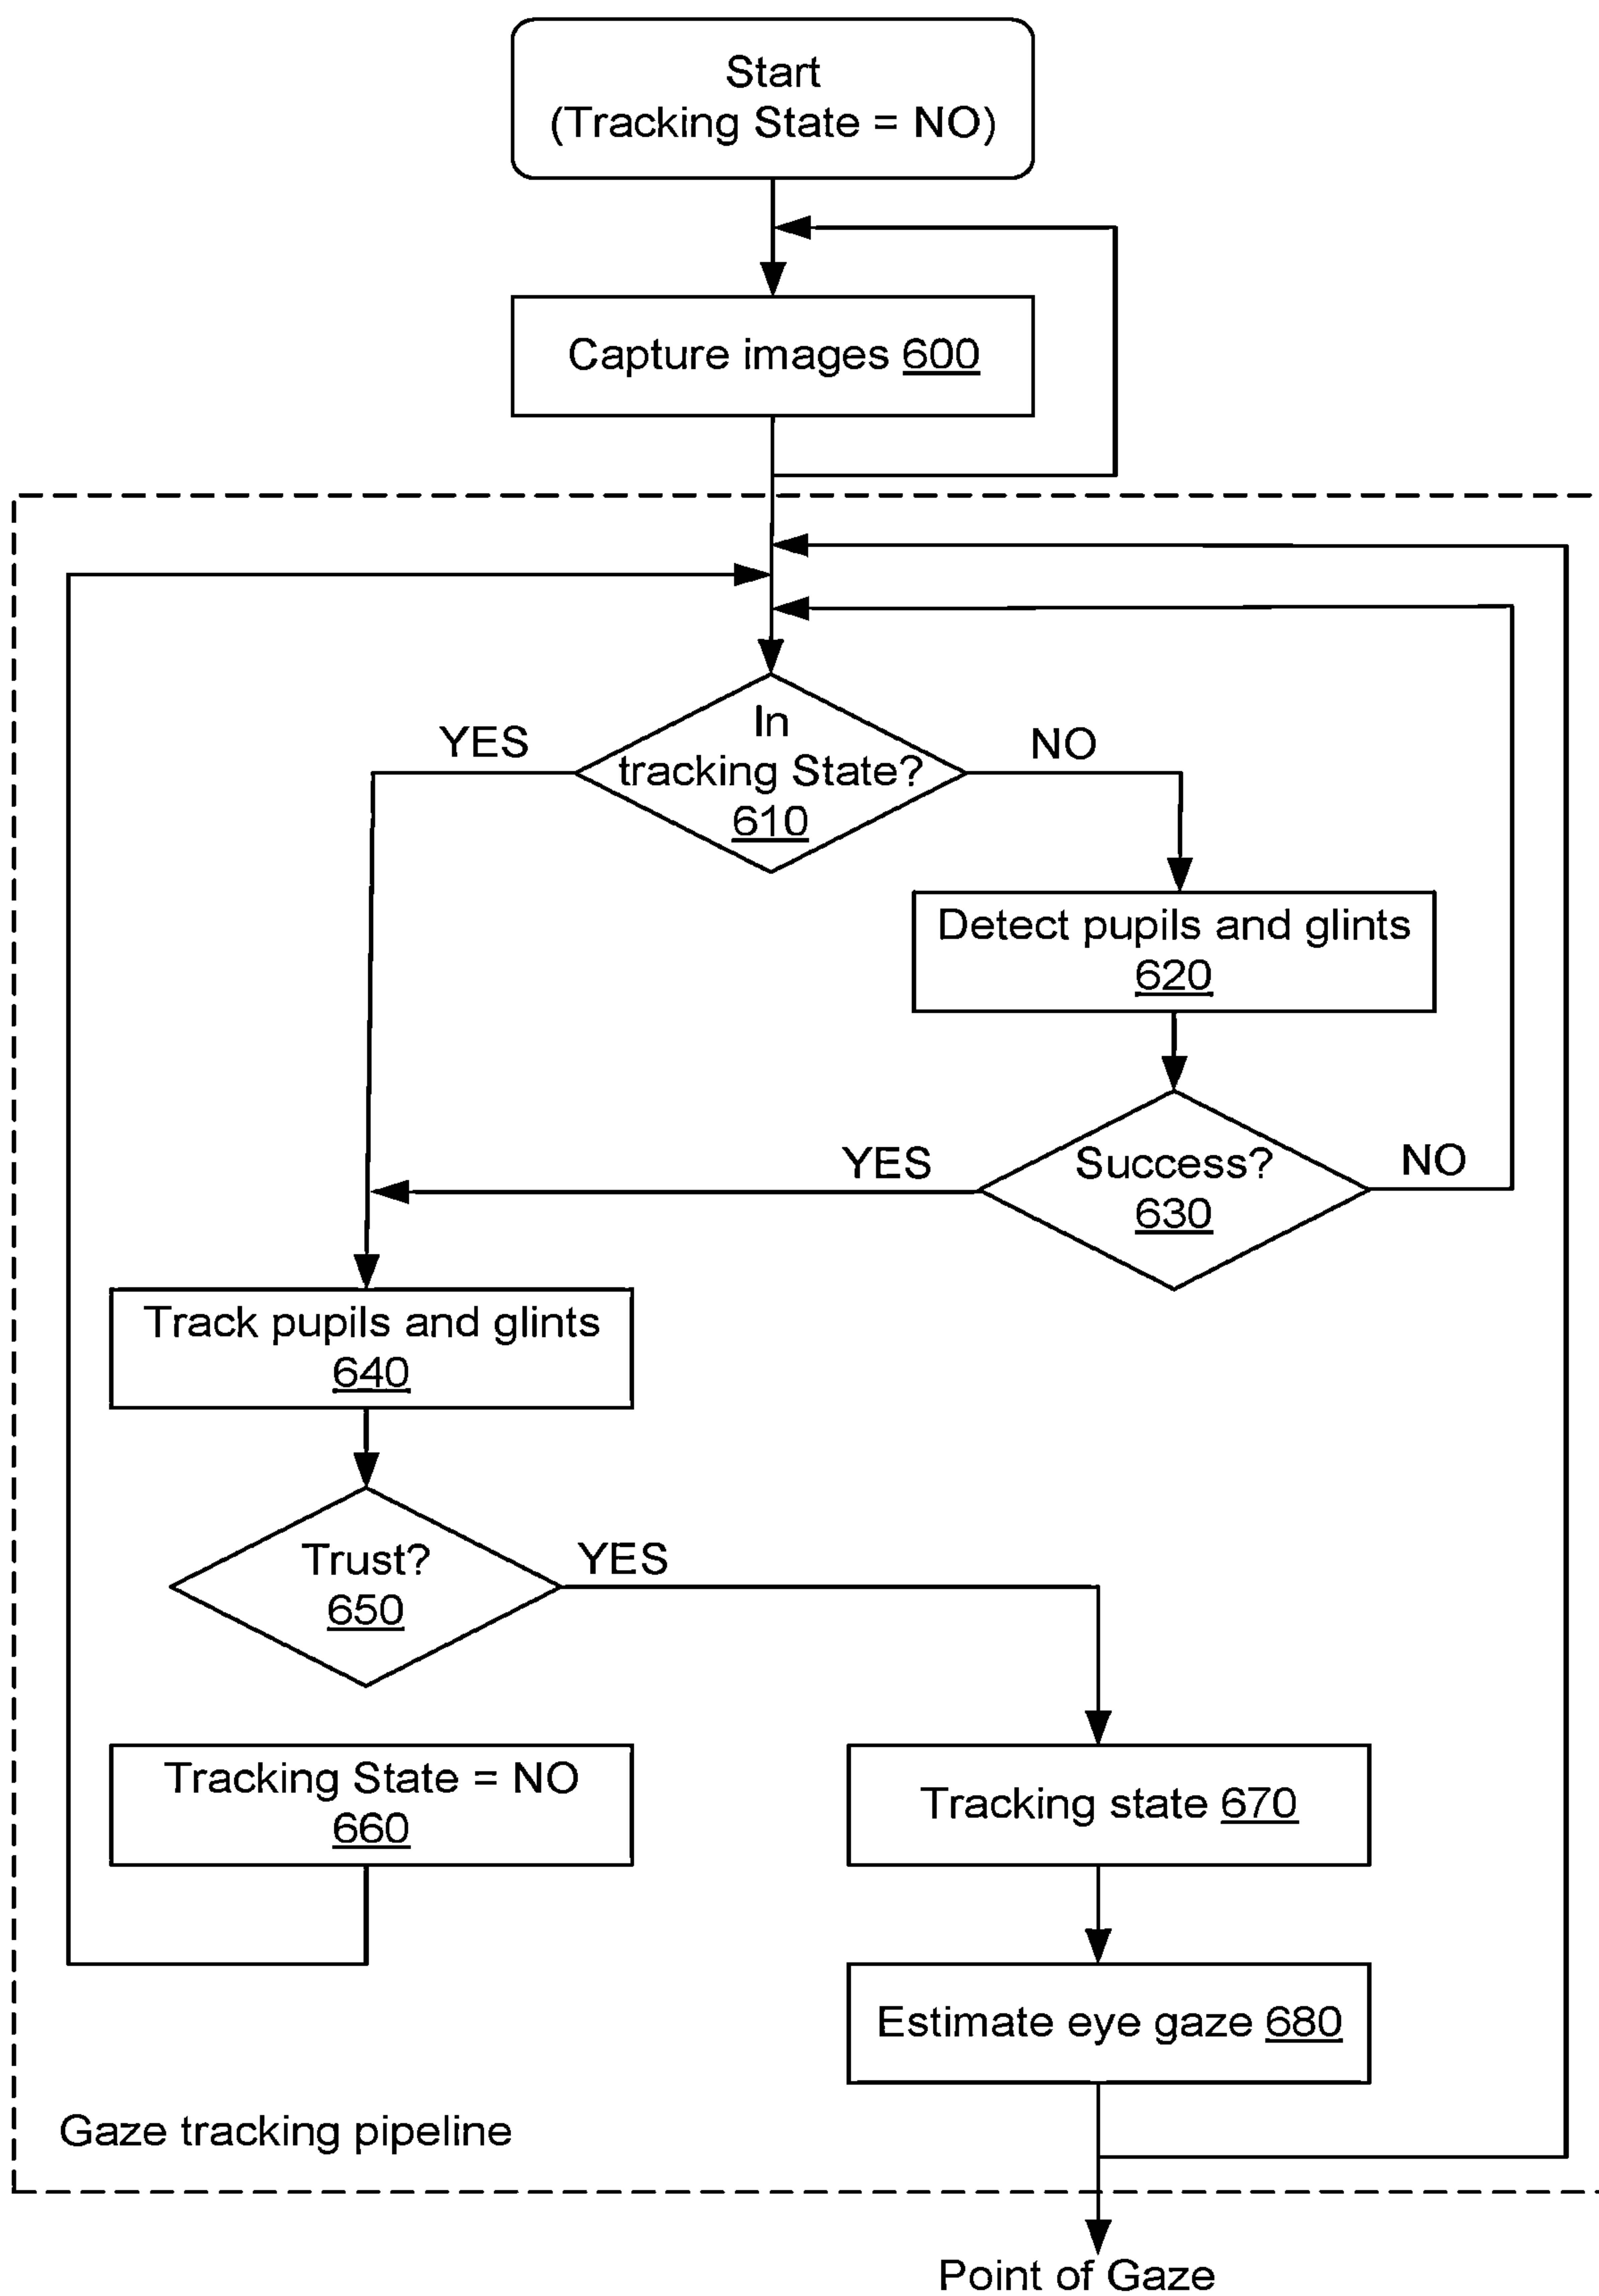 Start
(Tracking State = NO)
Capture images 600
In
tracking State?
610
YES
NO
Detect pupils and glints
620
Success?
630
YES
NO
Track pupils and glints
640
Trust?
650
YES
Tracking State = NO
660
Tracking state 670
Estimate eye gaze 680
Gaze tracking pipeline
Point of Gaze